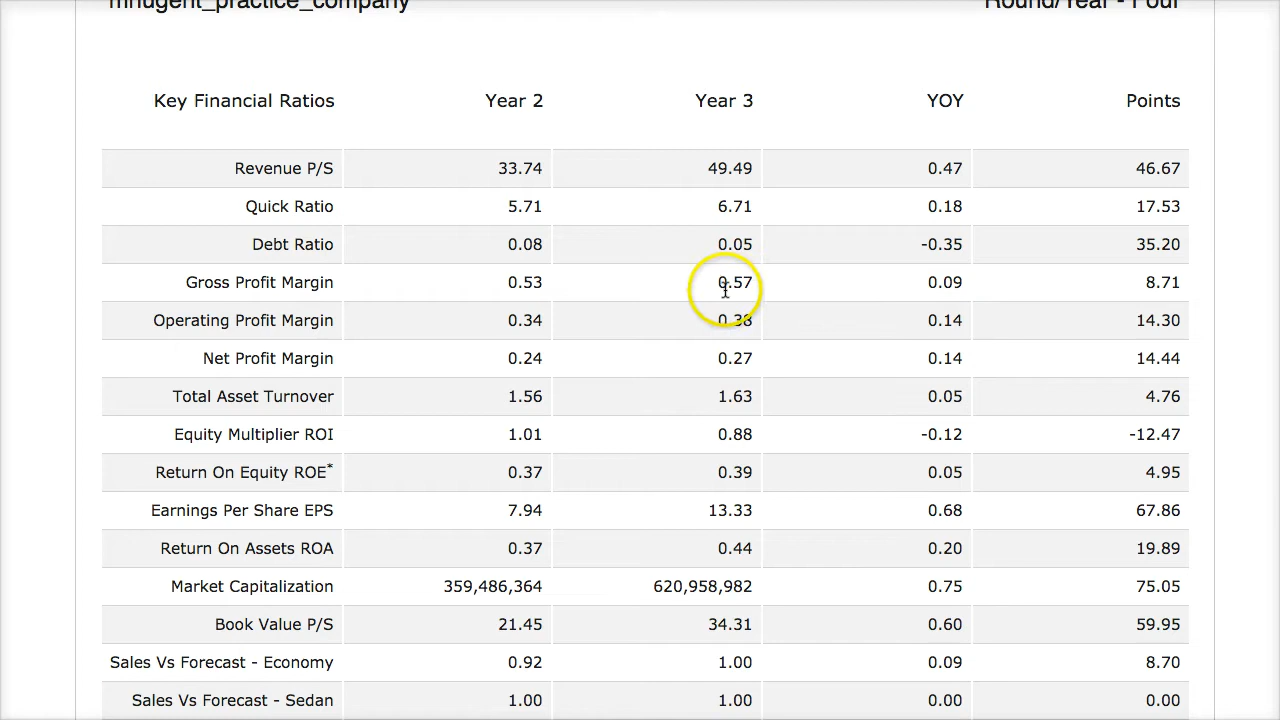 mnugent_practice_company Round/Year - Four
Key Financial Ratios Year 2 Year 3 YOY Points
Revenue P/S 33.74 49.49 0.47 46.67
Quick Ratio 5.71 6.71 0.18 17.53
Debt Ratio 0.08 0.05 -0.35 35.20
Gross Profit Margin 0.53 0.57 0.09 8.71
Operating Profit Margin 0.34 0.38 0.14 14.30
Net Profit Margin 0.24 0.27 0.14 14.44
Total Asset Turnover 1.56 1.63 0.05 4.76
Equity Multiplier ROI 1.01 0.88 -0.12 -12.47
Return On Equity ROE* 0.37 0.39 0.05 4.95
Earnings Per Share EPS 7.94 13.33 0.68 67.86
Return On Assets ROA 0.37 0.44 0.20 19.89
Market Capitalization 359,486,364 620,958,982 0.75 75.05
Book Value P/S 21.45 34.31 0.60 59.95
Sales Vs Forecast - Economy 0.92 1.00 0.09 8.70
Sales Vs Forecast - Sedan 1.00 1.00 0.00 0.00